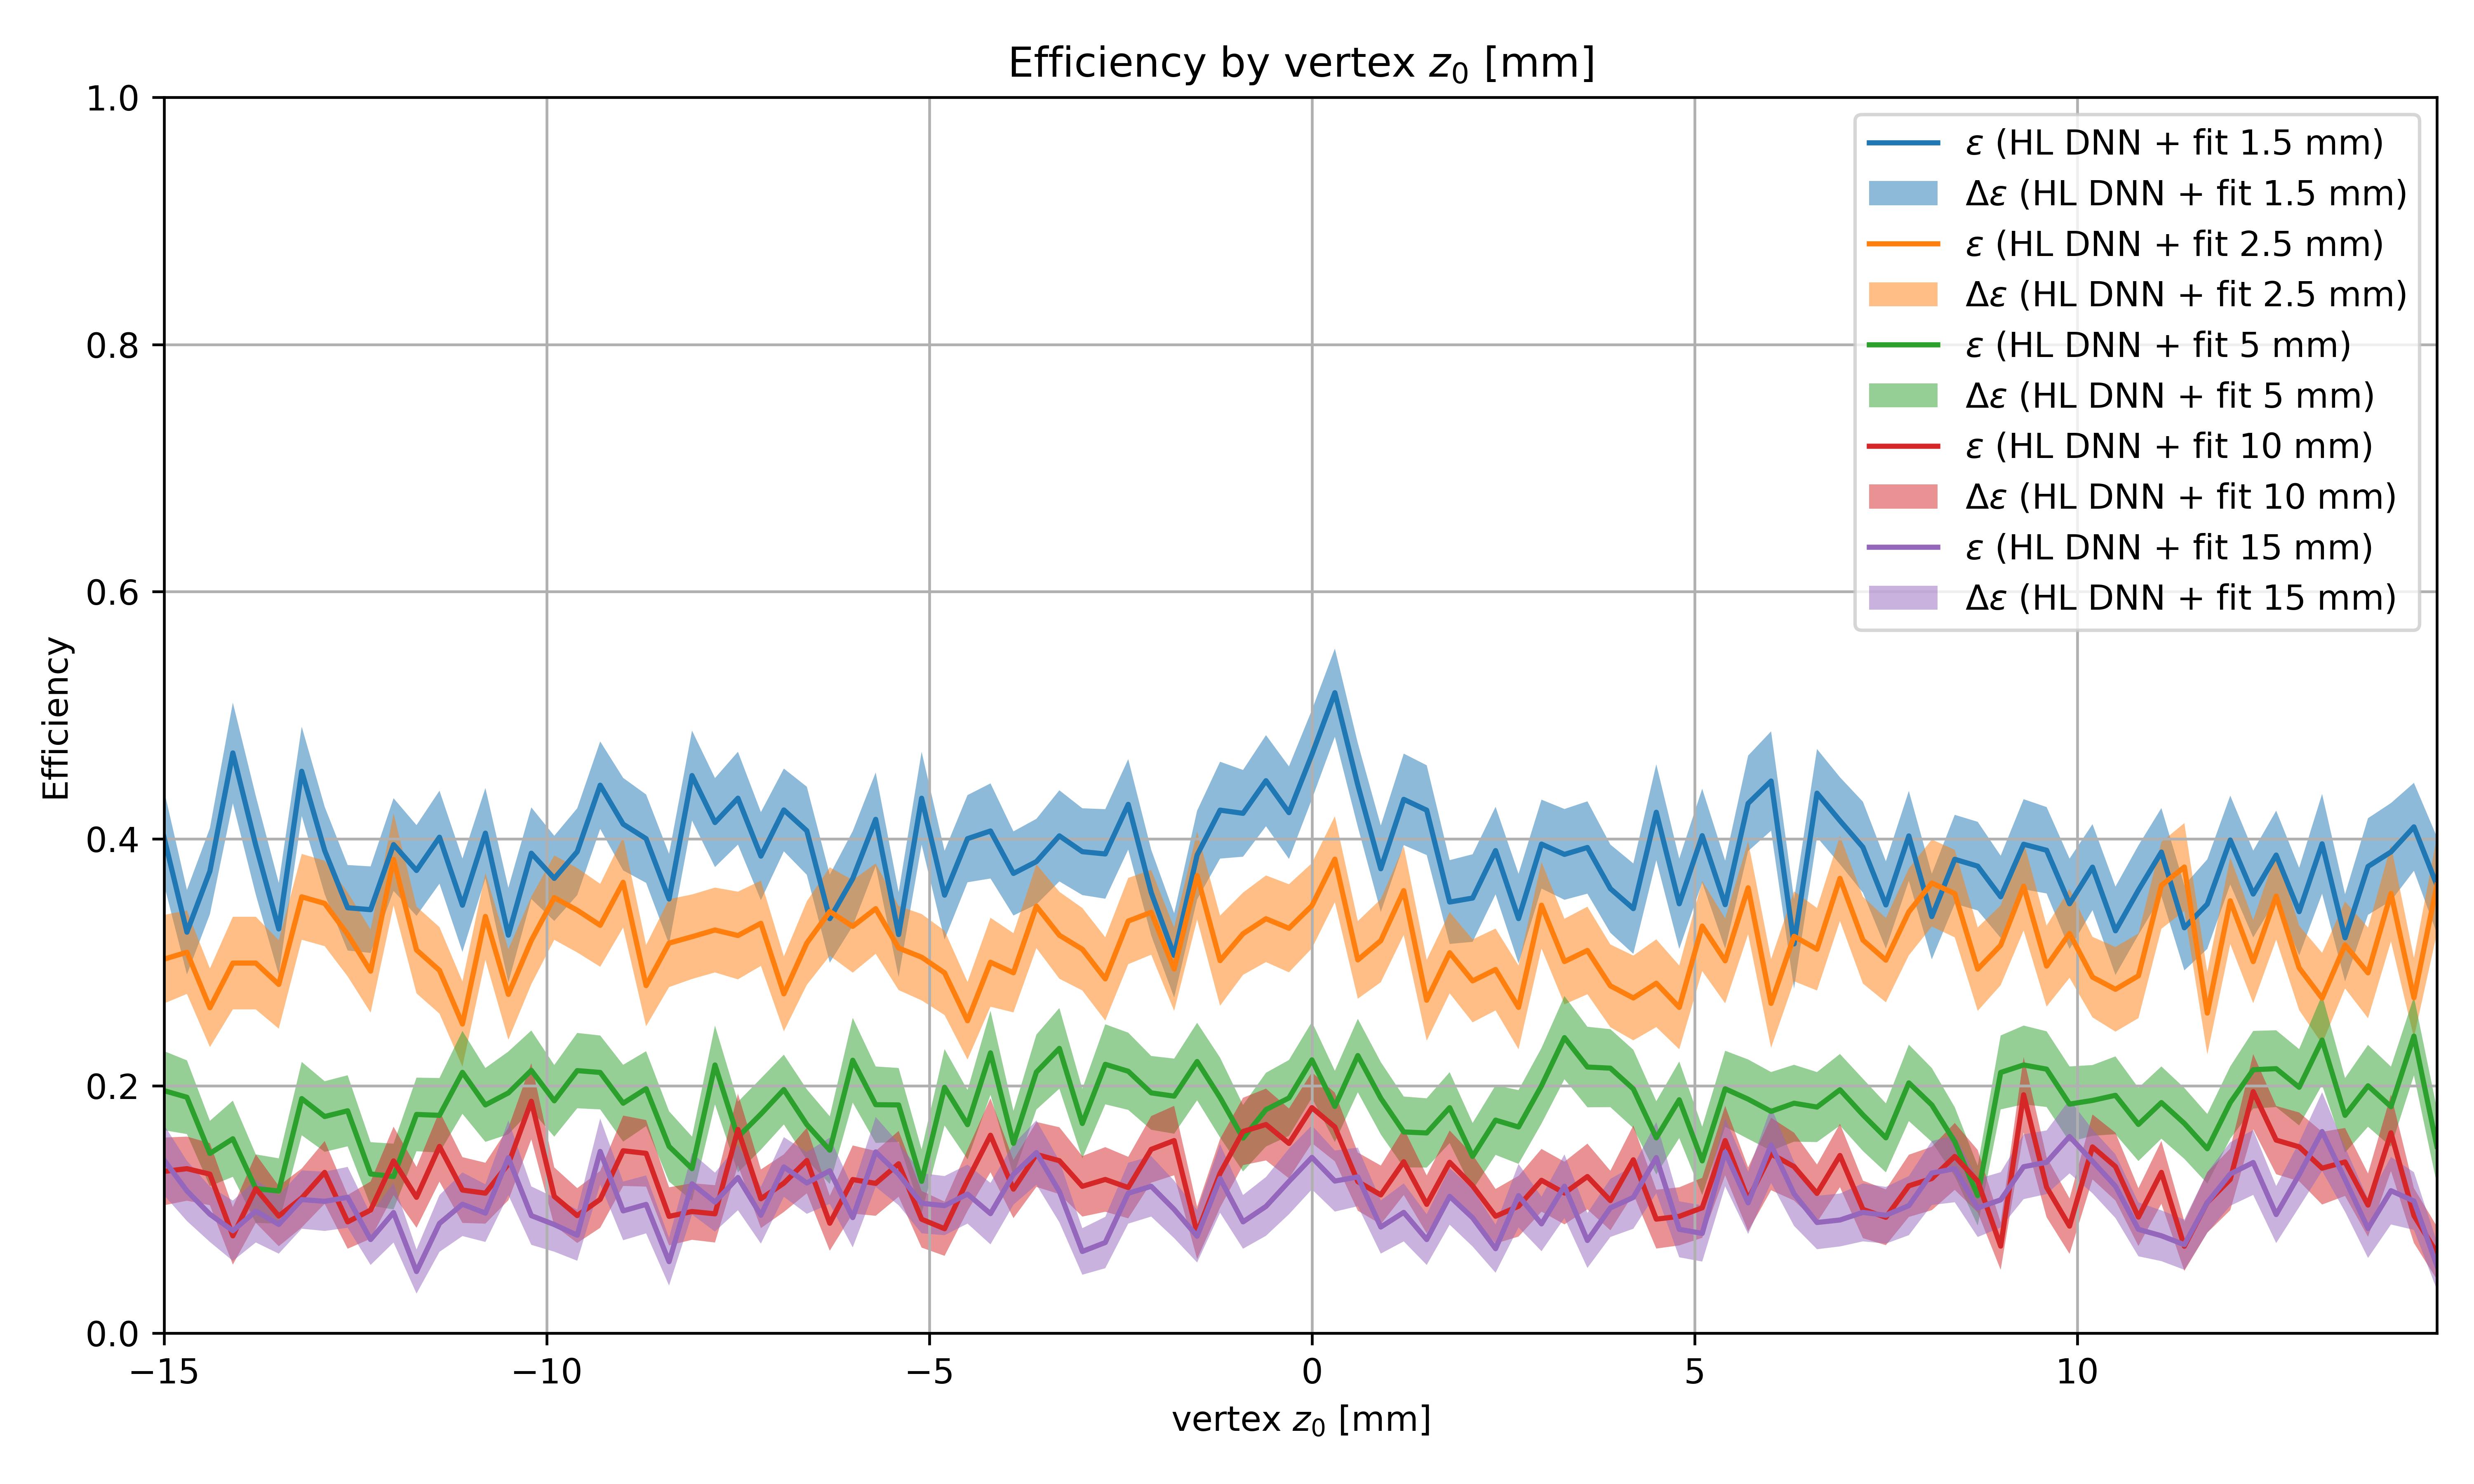 Efficiency by vertex z₀ [mm]
1.0
0.8
0.6
0.4
0.2
0.0
Efficiency
ε (HL DNN + fit 1.5 mm)
Δε (HL DNN + fit 1.5 mm)
ε (HL DNN + fit 2.5 mm)
Δε (HL DNN + fit 2.5 mm)
ε (HL DNN + fit 5 mm)
Δε (HL DNN + fit 5 mm)
ε (HL DNN + fit 10 mm)
Δε (HL DNN + fit 10 mm)
ε (HL DNN + fit 15 mm)
Δε (HL DNN + fit 15 mm)
−15 −10 −5 0 5 10
vertex z₀ [mm]